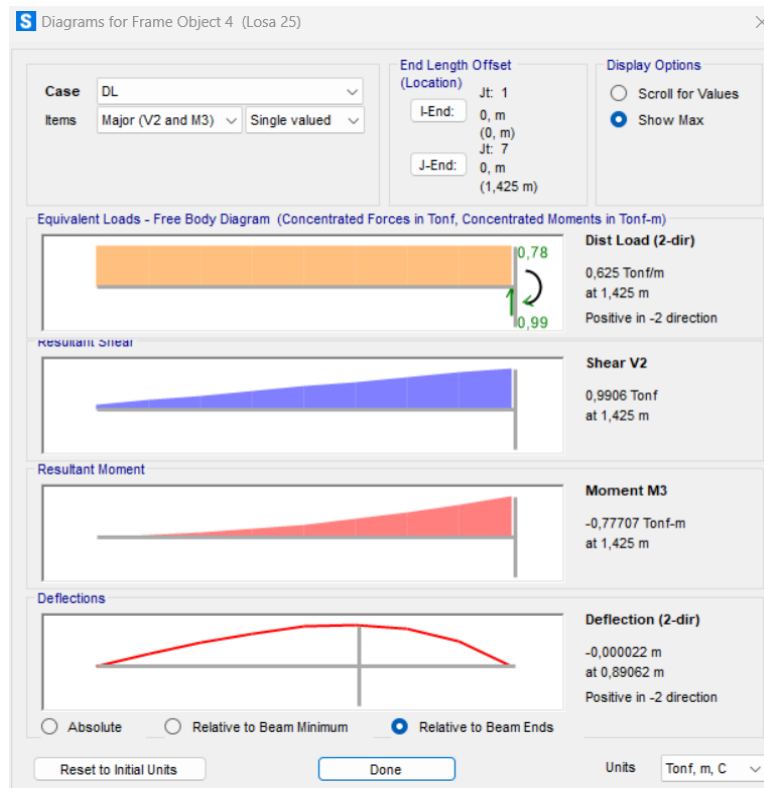 S Diagrams for Frame Object 4 (Losa 25)
Case DL
Items Major (V2 and M3) Single valued
End Length Offset
(Location)
Jt: 1
I-End: 0, m
(0, m)
Jt: 7
J-End: 0, m
(1,425 m)
Display Options
Scroll for Values
Show Max
Equivalent Loads - Free Body Diagram (Concentrated Forces in Tonf, Concentrated Moments in Tonf-m)
0,78
0,99
Dist Load (2-dir)
0,625 Tonf/m
at 1,425 m
Positive in -2 direction
Resultant Shear
Shear V2
0,9906 Tonf
at 1,425 m
Resultant Moment
Moment M3
-0,77707 Tonf-m
at 1,425 m
Deflections
Deflection (2-dir)
-0,000022 m
at 0,89062 m
Positive in -2 direction
Absolute Relative to Beam Minimum Relative to Beam Ends
Reset to Initial Units Done Units Tonf, m, C